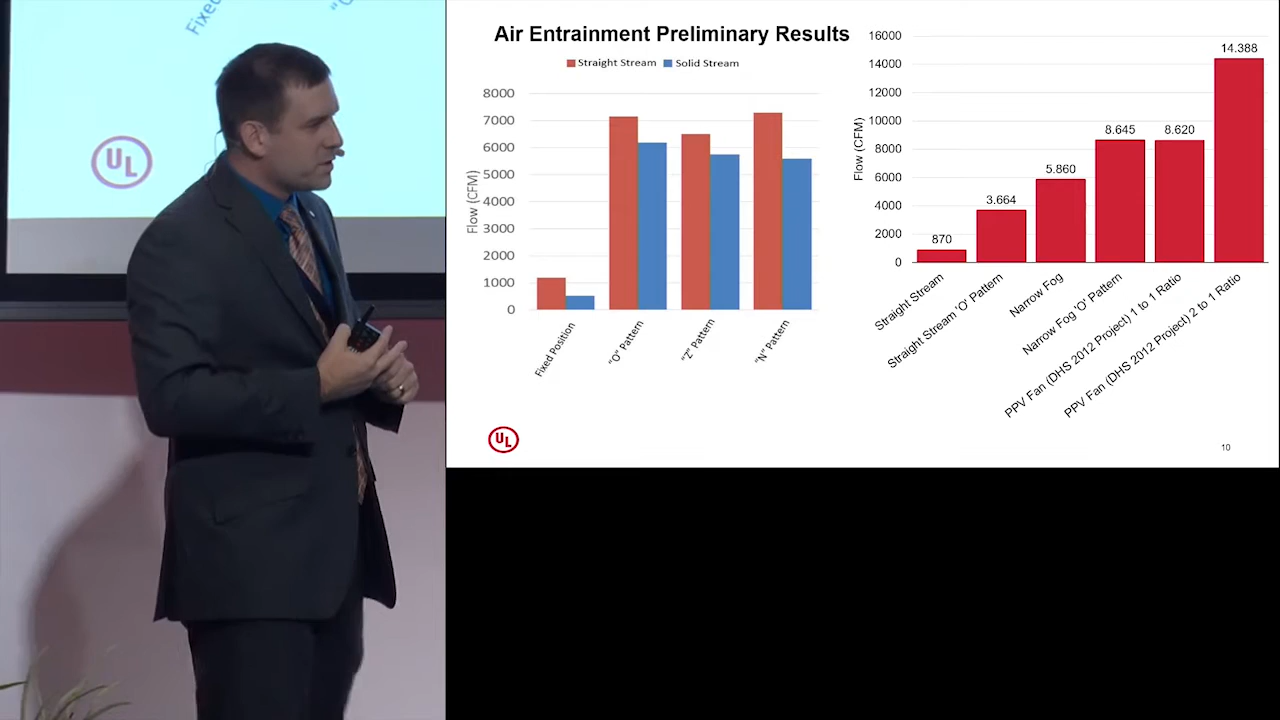 Fixed
UL
Air Entrainment Preliminary Results
Straight Stream Solid Stream
8000
7000
6000
5000
4000
3000
2000
1000
0
Flow (CFM)
Fixed Position
"O" Pattern
"Z" Pattern
"N" Pattern
16000
14000
12000
10000
8000
6000
4000
2000
0
Flow (CFM)
870
3.664
5.860
8.645
8.620
14.388
Straight Stream
Straight Stream 'O' Pattern
Narrow Fog
Narrow Fog 'O' Pattern
PPV Fan (DHS 2012 Project) 1 to 1 Ratio
PPV Fan (DHS 2012 Project) 2 to 1 Ratio
UL
10